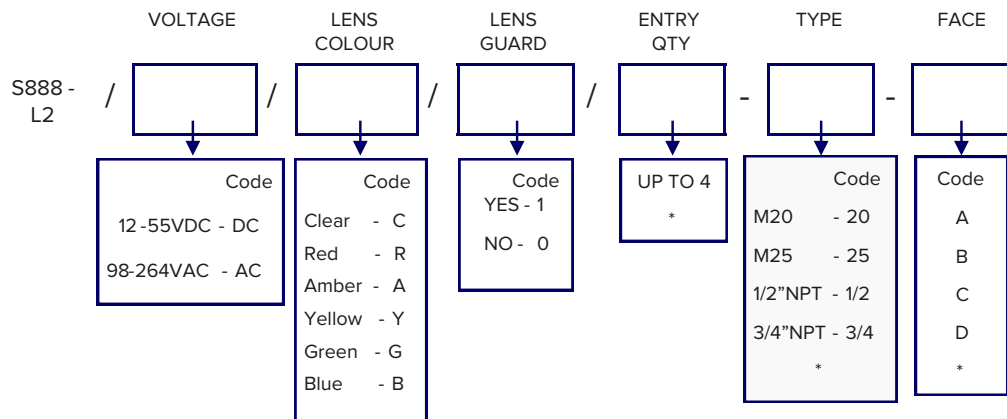 VOLTAGE
LENS
COLOUR
LENS
GUARD
ENTRY
QTY
TYPE
FACE
S888 -
L2
/ / / / - -
Code
12 -55VDC - DC
98-264VAC - AC
Code
Clear - C
Red - R
Amber - A
Yellow - Y
Green - G
Blue - B
Code
YES - 1
NO - 0
UP TO 4
*
Code
M20 - 20
M25 - 25
1/2”NPT - 1/2
3/4”NPT - 3/4
*
Code
A
B
C
D
*